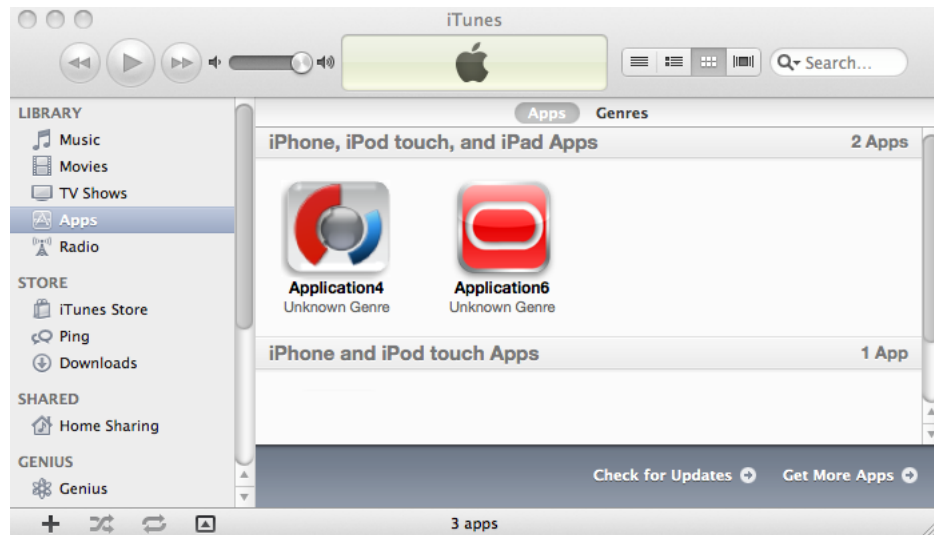 iTunes
Search...
LIBRARY
Music
Movies
TV Shows
Apps
Radio
STORE
iTunes Store
Ping
Downloads
SHARED
Home Sharing
GENIUS
Genius
Apps Genres
iPhone, iPod touch, and iPad Apps 2 Apps
Application4 Application6
Unknown Genre Unknown Genre
iPhone and iPod touch Apps 1 App
Check for Updates Get More Apps
3 apps